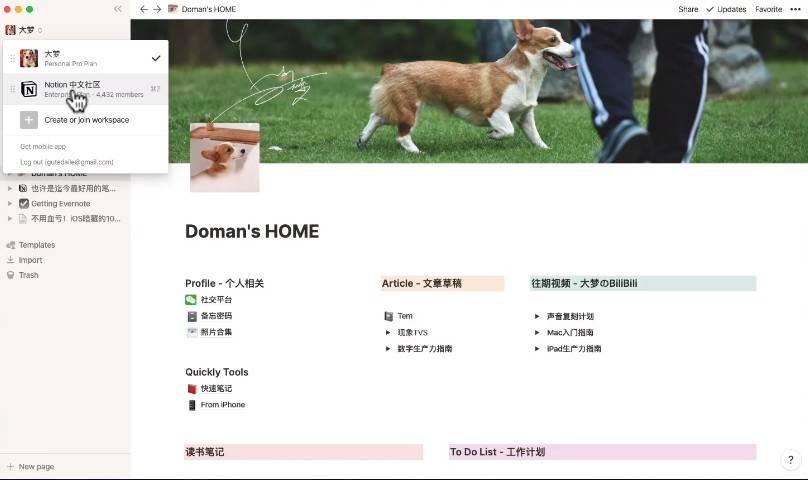 Doman's HOME
Share
Updates
Favorite
大梦
大梦
Personal Pro Plan
Notion 中文社区
4,432 members
⌘2
Create or join workspace
Get mobile app
Log out (gutedaile@gmail.com)
Doman's HOME
也许是迄今最好用的笔...
Getting Evernote
不用血亏！iOS暗藏的10...
Templates
Import
Trash
New page
Doman's HOME
Profile - 个人相关
社交平台
备忘密码
照片合集
Quickly Tools
快速笔记
From iPhone
Article - 文章草稿
Tem
现象TVS
数字生产力指南
往期视频 - 大梦のBiliBili
声音复刻计划
Mac入门指南
iPad生产力指南
读书笔记
To Do List - 工作计划
?